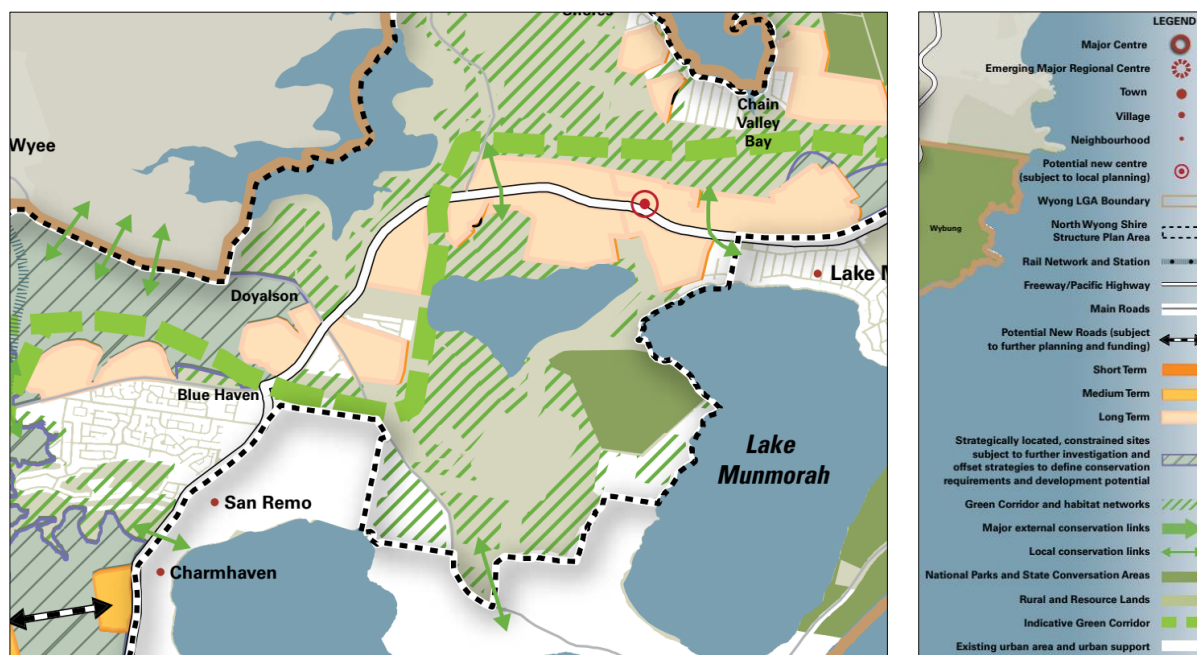 Shores
Wyee
Chain
Valley
Bay
Doyalson
Lake M
Blue Haven
Lake
Munmorah
San Remo
Charmhaven
LEGEND
Major Centre
Emerging Major Regional Centre
Town
Village
Neighbourhood
Potential new centre
(subject to local planning)
Wyong LGA Boundary
Wybung
North Wyong Shire
Structure Plan Area
Rail Network and Station
Freeway/Pacific Highway
Main Roads
Potential New Roads (subject
to further planning and funding)
Short Term
Medium Term
Long Term
Strategically located, constrained sites
subject to further investigation and
offset strategies to define conservation
requirements and development potential
Green Corridor and habitat networks
Major external conservation links
Local conservation links
National Parks and State Conversation Areas
Rural and Resource Lands
Indicative Green Corridor
Existing urban area and urban support